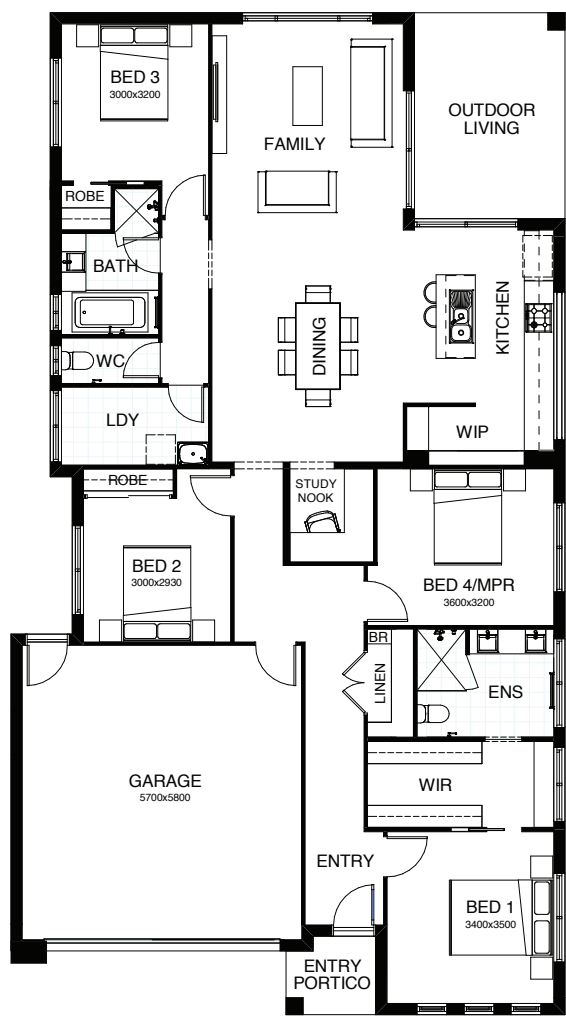 BED 3
3000x3200
FAMILY
OUTDOOR
LIVING
ROBE
BATH
KITCHEN
DINING
WC
LDY
WIP
ROBE
STUDY
NOOK
BED 2
3000x2930
BED 4/MPR
3600x3200
BR
LINEN
ENS
GARAGE
5700x5800
WIR
ENTRY
BED 1
3400x3500
ENTRY
PORTICO